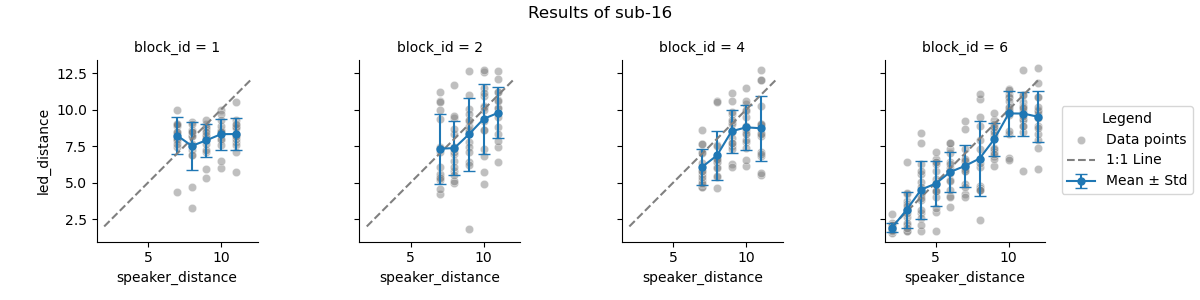 Results of sub-16
block_id = 1
block_id = 2
block_id = 4
block_id = 6
led_distance
12.5
10.0
7.5
5.0
2.5
5 10
5 10
5 10
5 10
speaker_distance
speaker_distance
speaker_distance
speaker_distance
Legend
Data points
1:1 Line
Mean ± Std